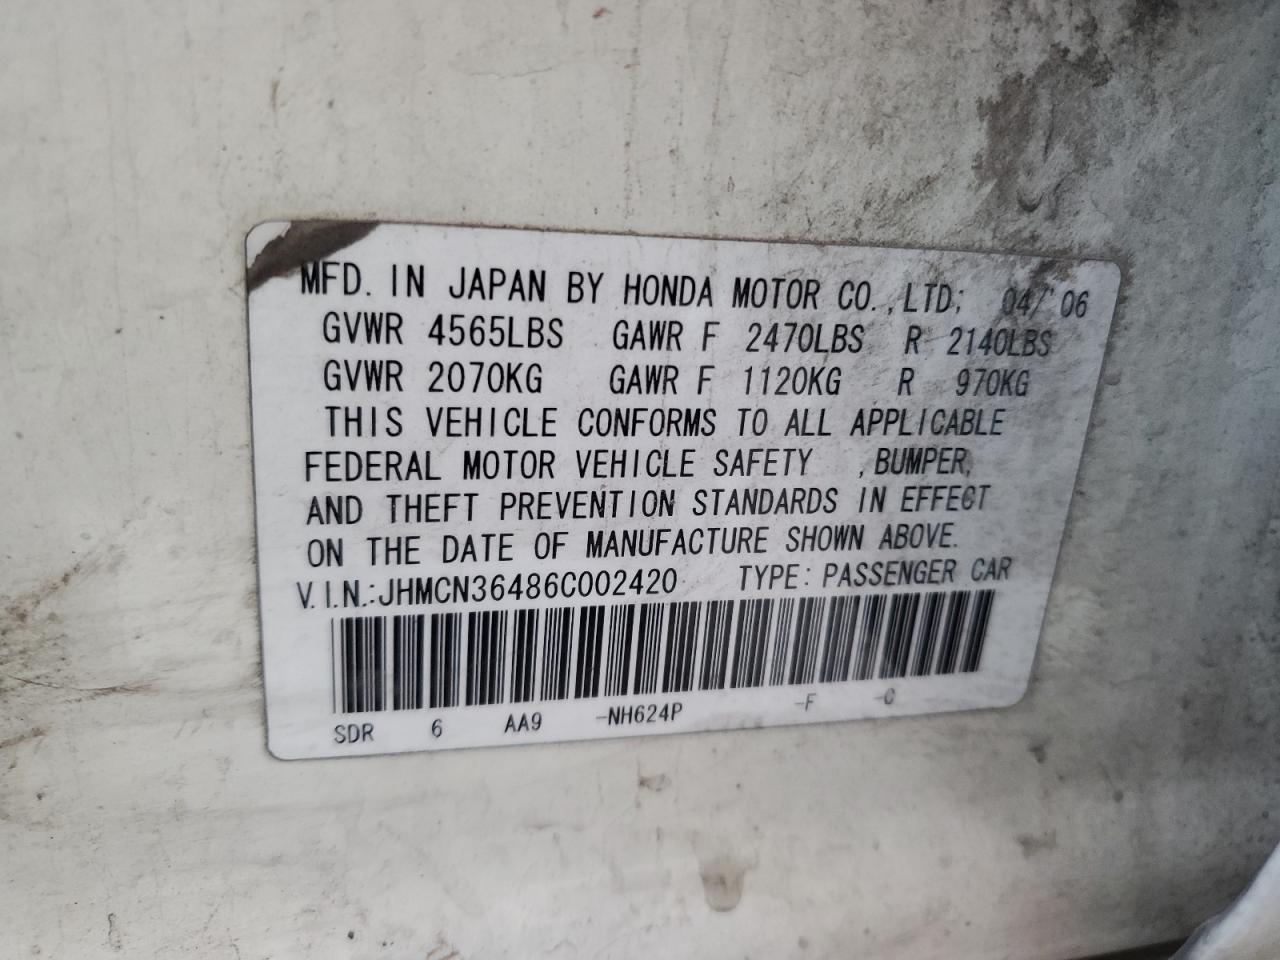 MFD. IN JAPAN BY HONDA MOTOR CO.,LTD; 04/ 06
GVWR 4565LBS GAWR F 2470LBS R 2140LBS
GVWR 2070KG GAWR F 1120KG R 970KG
THIS VEHICLE CONFORMS TO ALL APPLICABLE
FEDERAL MOTOR VEHICLE SAFETY , BUMPER,
AND THEFT PREVENTION STANDARDS IN EFFECT
ON THE DATE OF MANUFACTURE SHOWN ABOVE.
V.I.N.:JHMCN36486C002420 TYPE: PASSENGER CAR
SDR 6 AA9 -NH624P -F -C